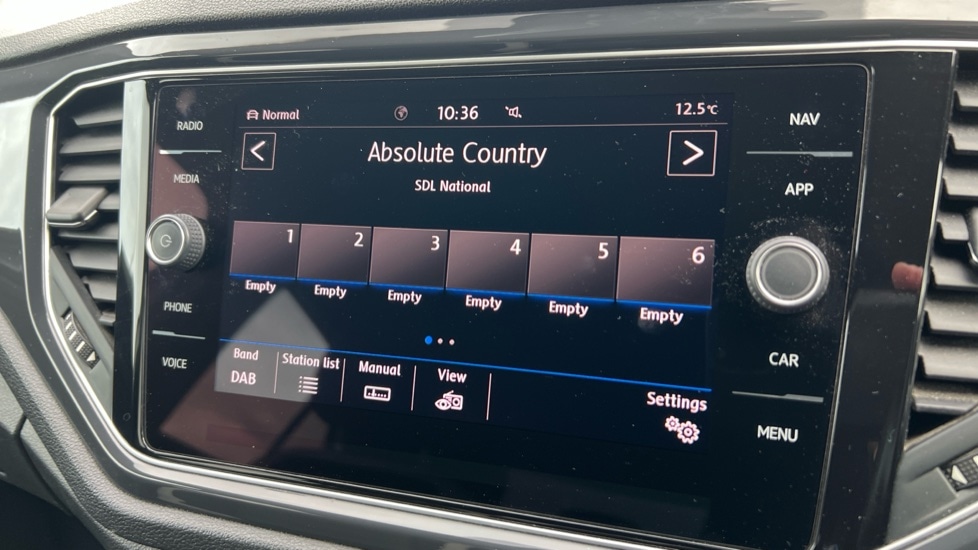 RADIO
MEDIA
PHONE
VOICE
Normal 10:36 12.5°C
< Absolute Country >
SDL National
1 2 3 4 5 6
Empty Empty Empty Empty Empty Empty
Band Station list Manual View Settings
DAB
NAV
APP
CAR
MENU